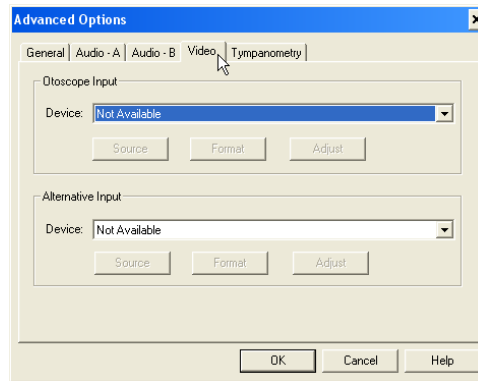 Advanced Options
General Audio - A Audio - B Video Tympanometry
Otoscope Input
Device: Not Available
Source Format Adjust
Alternative Input
Device: Not Available
Source Format Adjust
OK Cancel Help